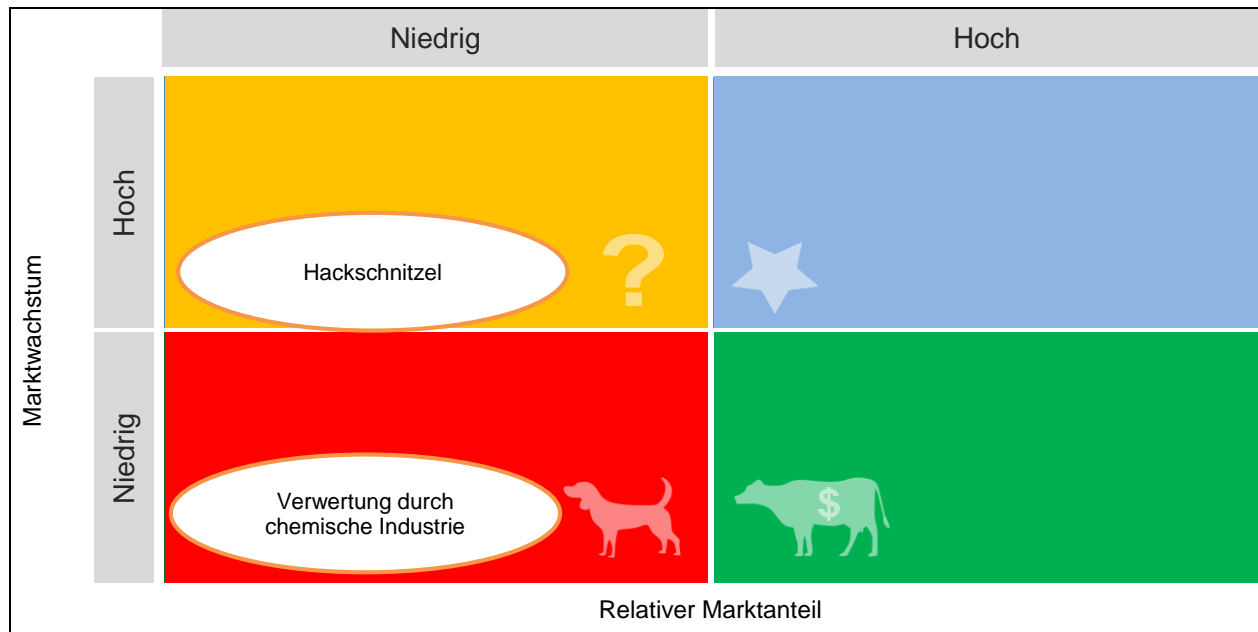 Niedrig
Hoch
Hoch
Hackschnitzel
?
Marktwachstum
Niedrig
Verwertung durch
chemische Industrie
$
Relativer Marktanteil